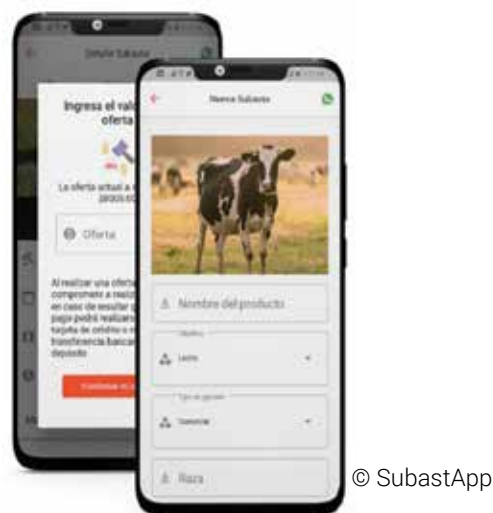 Detalle Subasta
Ingresa el valor
oferta
La oferta actual
Oferta
Al realizar una oferta
compromete a realizar
en caso de resultar
pago podrá realizarse
tarjeta de crédito o
transferencia bancaria
depósito
Nueva Subasta
Nombre del producto
Leche
Tipo de ganado
Raza
© SubastApp